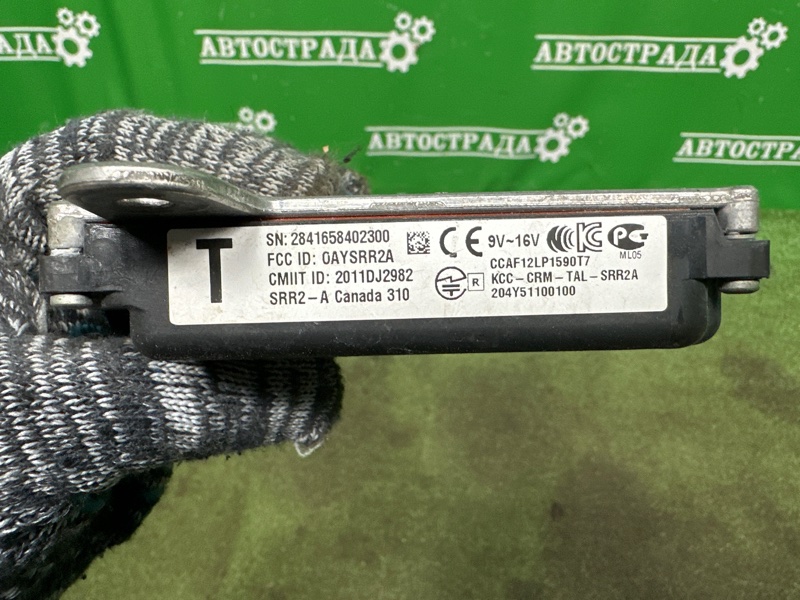 АВТОСТРАДА
АВТОСТРАДА
АВТОСТРАДА
АВТОСТРАДА
T
SN: 2841658402300
FCC ID: OAYSRR2A
CMIIT ID: 2011DJ2982
SRR2-A Canada 310
CE 9V~16V
PG
ML05
CCAF12LP1590T7
R KCC-CRM-TAL-SRR2A
204Y51100100